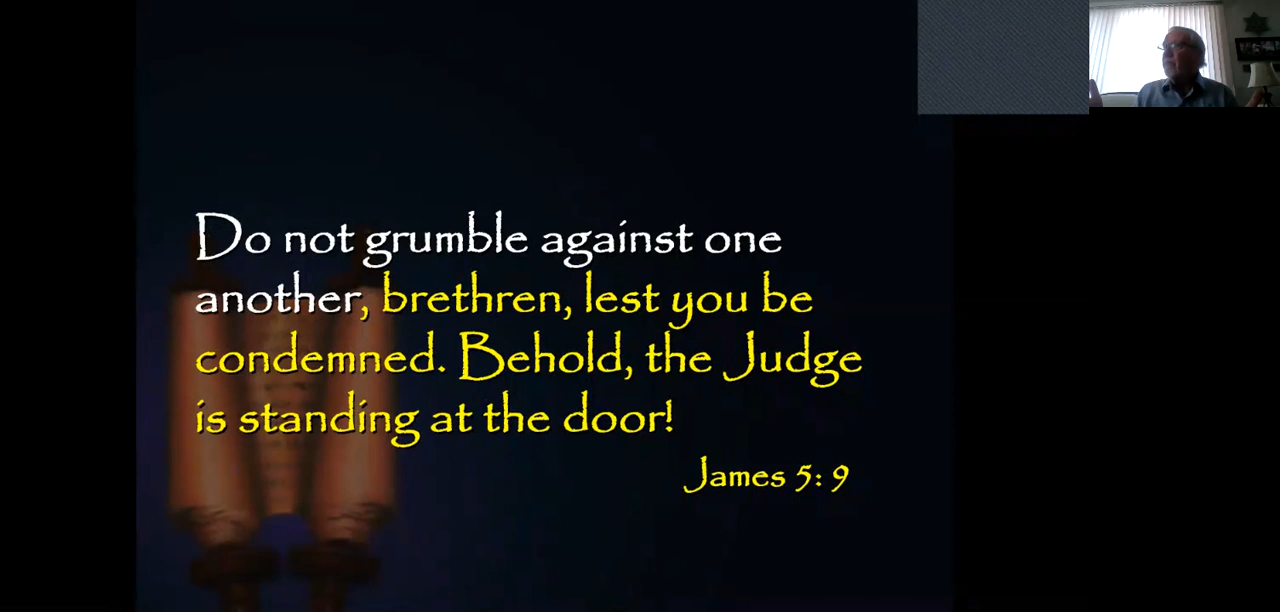 Do not grumble against one
another, brethren, lest you be
condemned. Behold, the Judge
is standing at the door!
James 5: 9